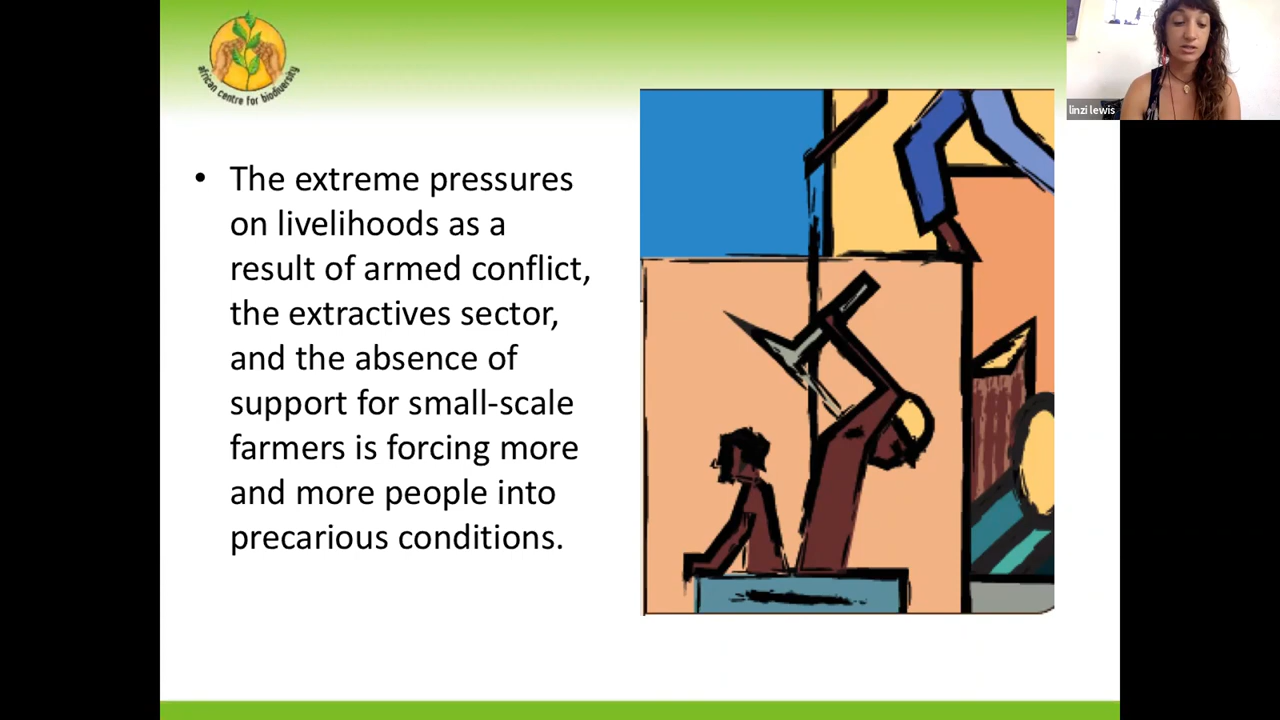 african centre for biodiversity
linzi lewis
• The extreme pressures
on livelihoods as a
result of armed conflict,
the extractives sector,
and the absence of
support for small-scale
farmers is forcing more
and more people into
precarious conditions.